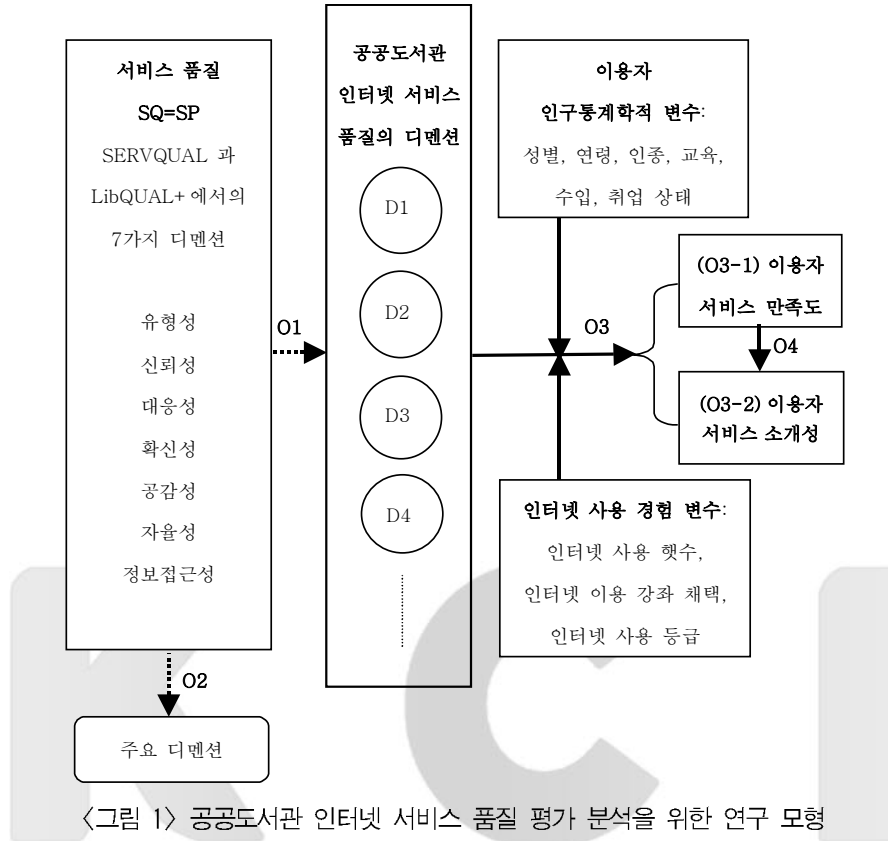 서비스 품질
SQ=SP
SERVQUAL 과
LibQUAL+ 에서의
7가지 디멘션
유형성
신뢰성
대응성
확신성
공감성
자율성
정보접근성
O1
O2
주요 디멘션
공공도서관
인터넷 서비스
품질의 디멘션
D1
D2
D3
D4
이용자
인구통계학적 변수:
성별, 연령, 인종, 교육,
수입, 취업 상태
O3
(O3-1) 이용자
서비스 만족도
O4
(O3-2) 이용자
서비스 소개성
인터넷 사용 경험 변수:
인터넷 사용 햇수,
인터넷 이용 강좌 채택,
인터넷 사용 등급
K C I
〈그림 1〉 공공도서관 인터넷 서비스 품질 평가 분석을 위한 연구 모형